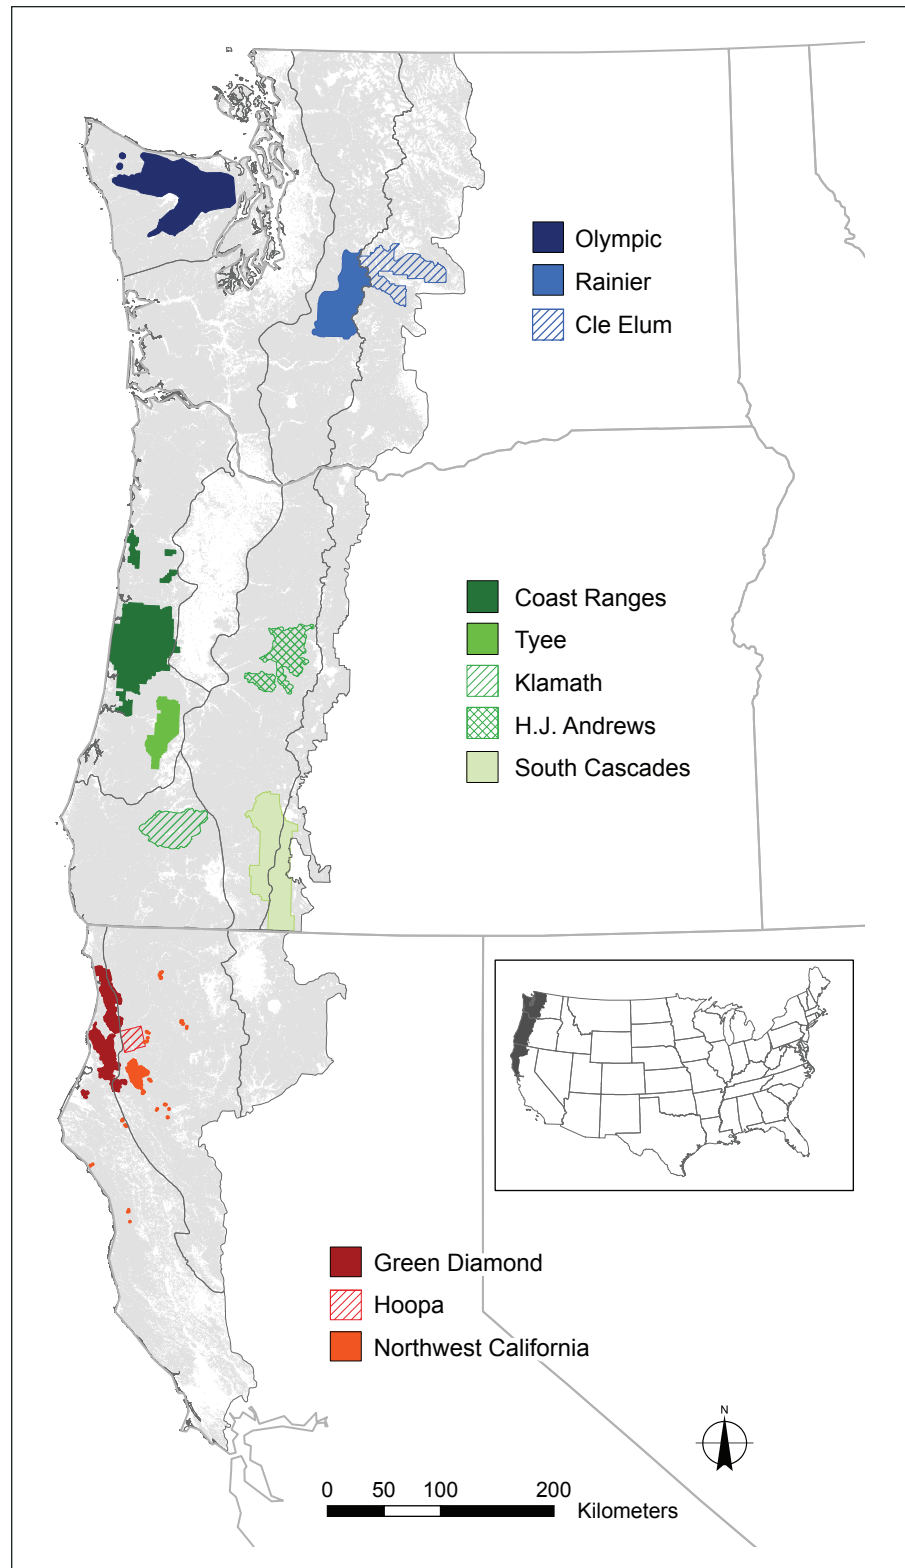 Olympic
Rainier
Cle Elum
Coast Ranges
Tyee
Klamath
H.J. Andrews
South Cascades
Green Diamond
Hoopa
Northwest California
N
0 50 100 200
Kilometers